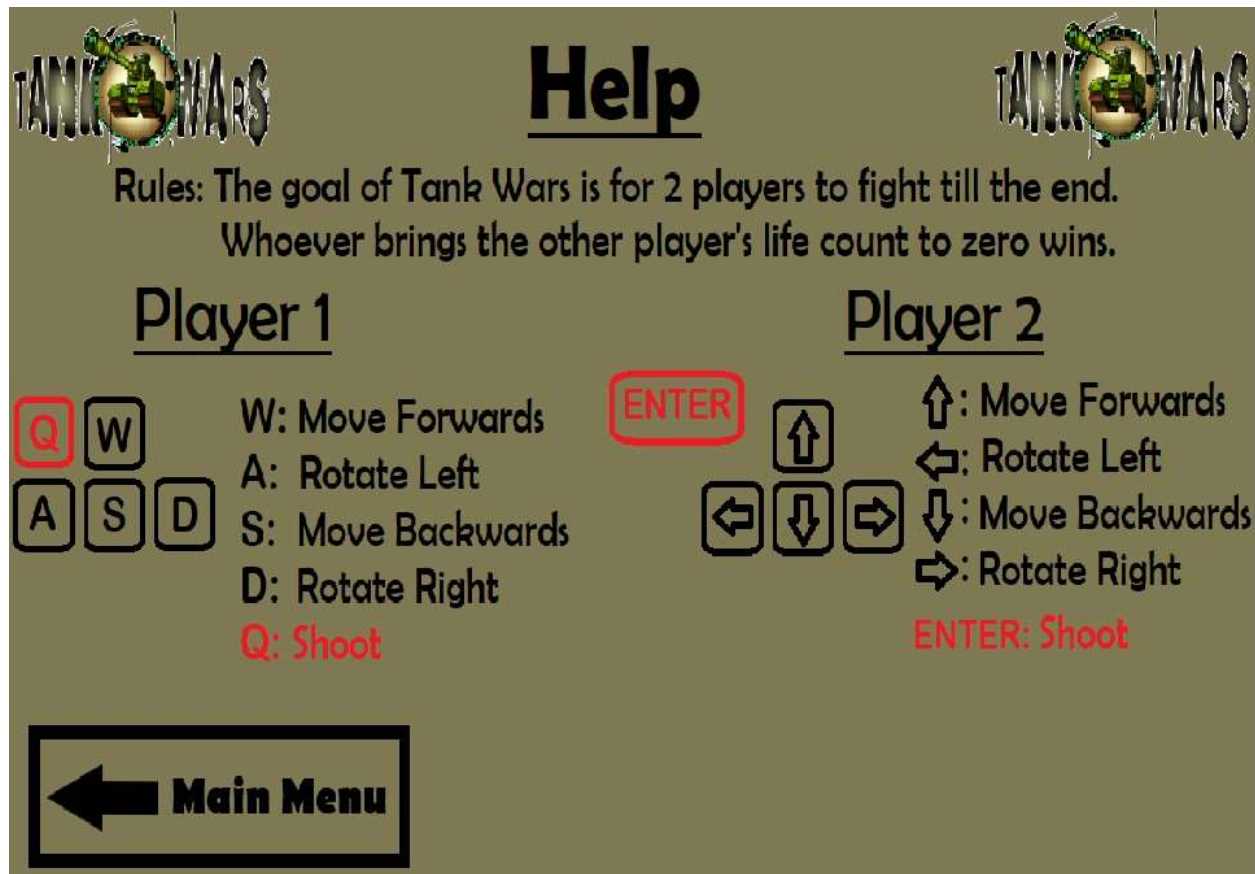 TANK WARS
Help
TANK WARS
Rules: The goal of Tank Wars is for 2 players to fight till the end.
Whoever brings the other player's life count to zero wins.
Player 1
Q W
A S D
W: Move Forwards
A: Rotate Left
S: Move Backwards
D: Rotate Right
Q: Shoot
Player 2
ENTER
⇧
⇦ ⇩ ⇨
⇧: Move Forwards
⇦: Rotate Left
⇩: Move Backwards
⇨: Rotate Right
ENTER: Shoot
Main Menu